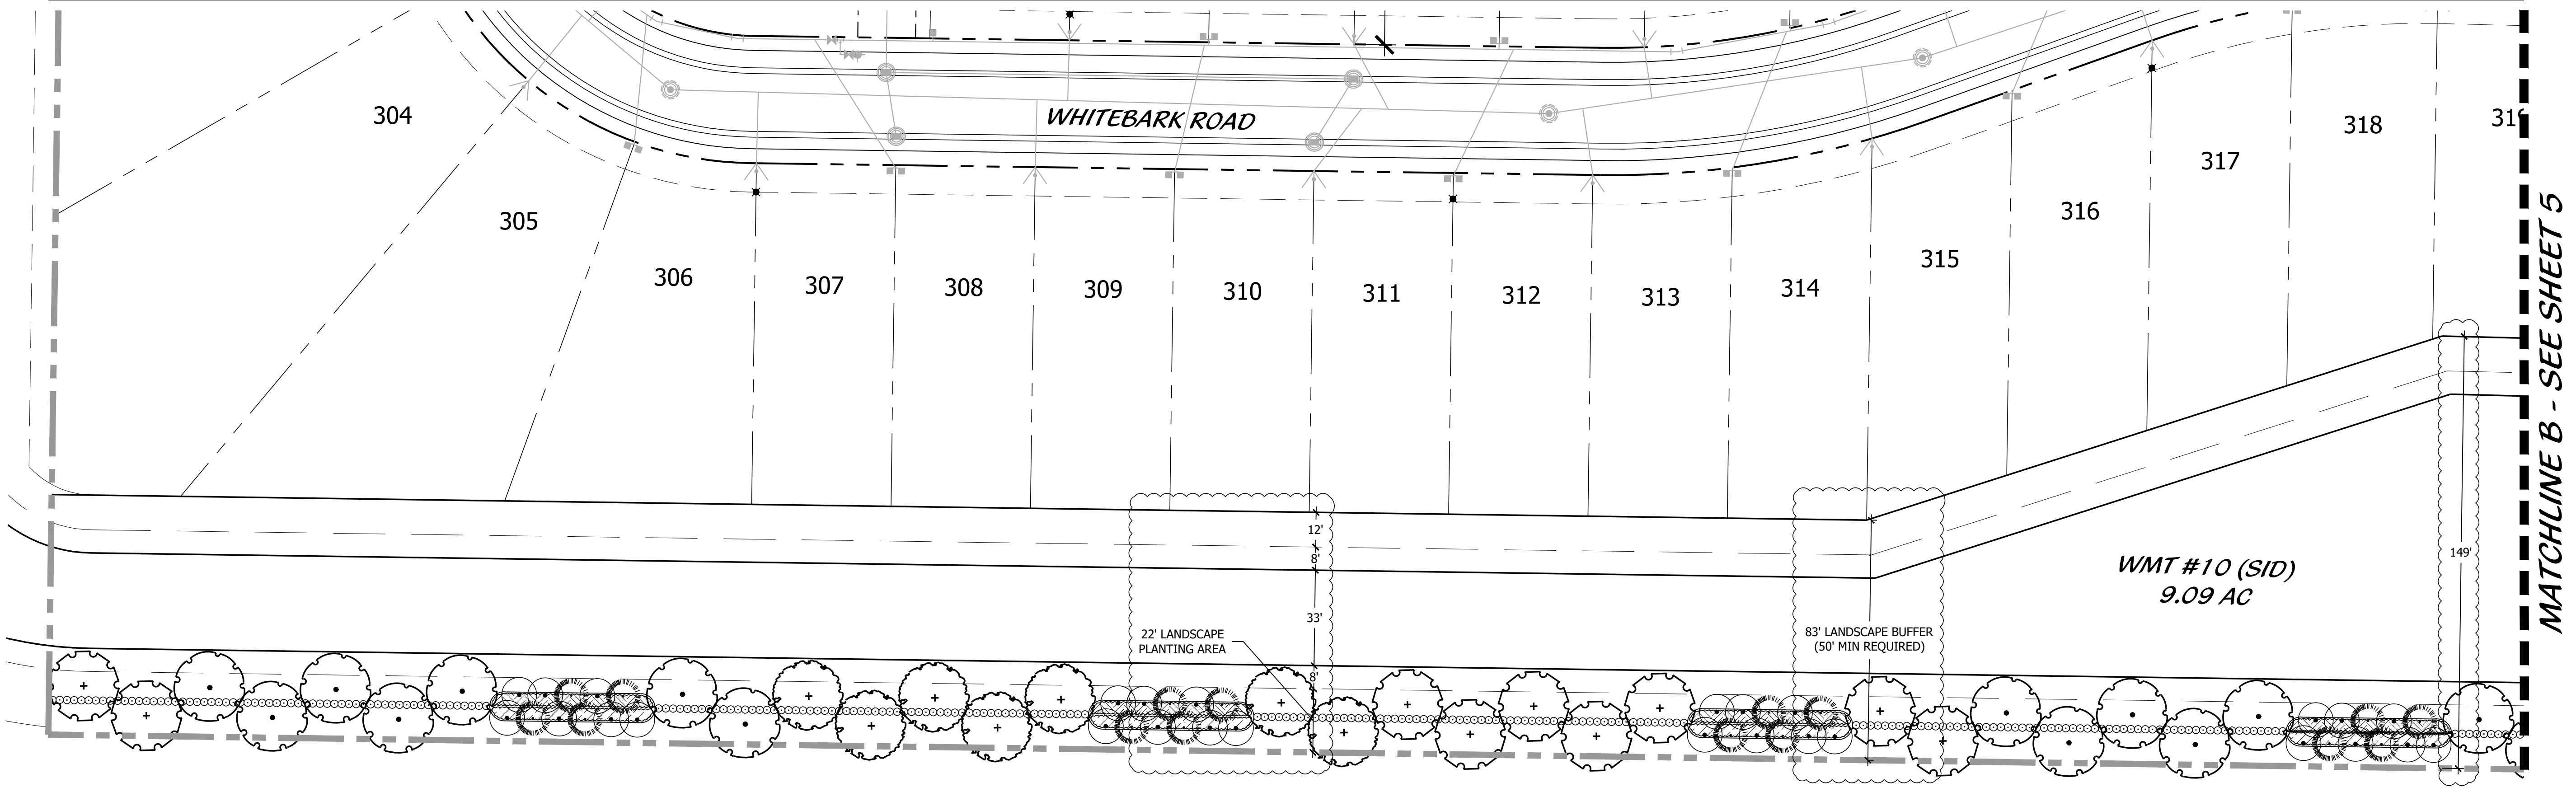 304
WHITEBARK ROAD
318
317
316
305
315
306
307
308
309
310
311
312
313
314
MATCHLINE B - SEE SHEET 5
12'
8'
33'
8'
22' LANDSCAPE
PLANTING AREA
83' LANDSCAPE BUFFER
(50' MIN REQUIRED)
WMT #10 (SID)
9.09 AC
149'